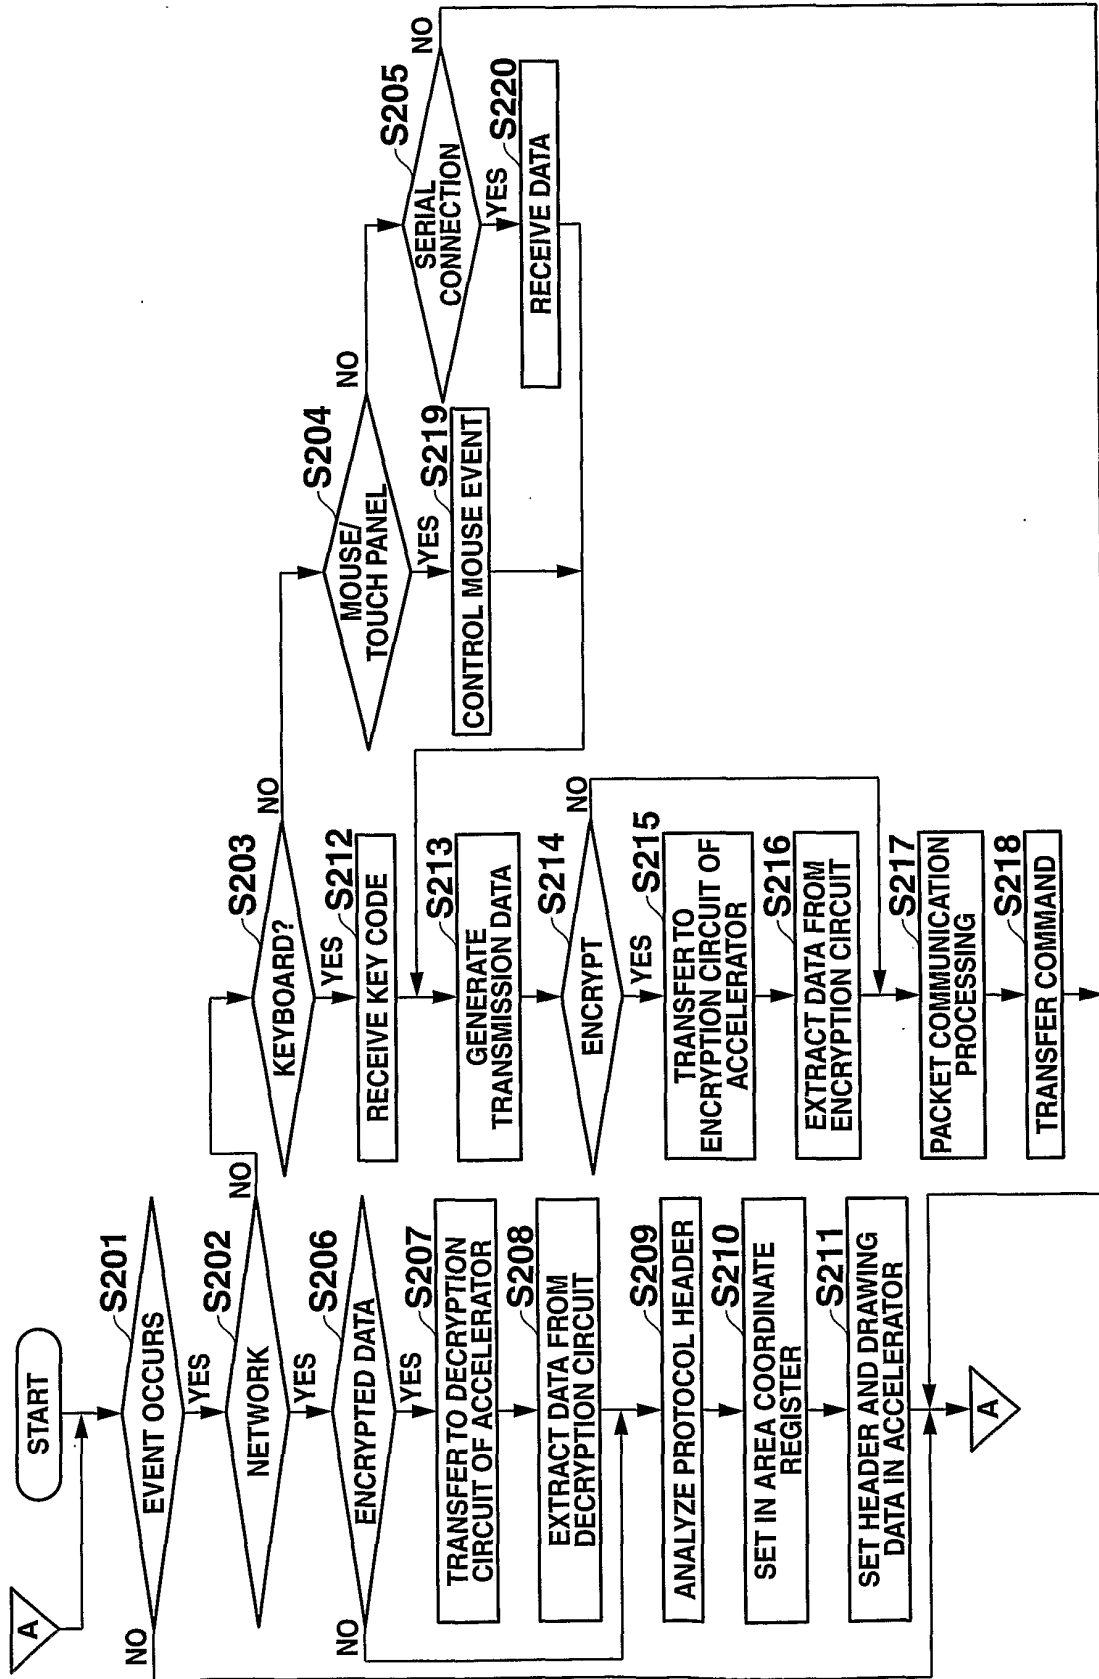 A
START
S201
EVENT OCCURS
NO
YES
S202
NETWORK
NO
YES
S206
ENCRYPTED DATA
NO
YES
S207
TRANSFER TO DECRYPTION
CIRCUIT OF ACCELERATOR
S208
EXTRACT DATA FROM
DECRYPTION CIRCUIT
S209
ANALYZE PROTOCOL HEADER
S210
SET IN AREA COORDINATE
REGISTER
S211
SET HEADER AND DRAWING
DATA IN ACCELERATOR
A
S203
KEYBOARD?
NO
YES
S212
RECEIVE KEY CODE
S213
GENERATE
TRANSMISSION DATA
S214
ENCRYPT
NO
YES
S215
TRANSFER TO
ENCRYPTION CIRCUIT OF
ACCELERATOR
S216
EXTRACT DATA FROM
ENCRYPTION CIRCUIT
S217
PACKET COMMUNICATION
PROCESSING
S218
TRANSFER COMMAND
S204
MOUSE/
TOUCH PANEL
NO
YES
S219
CONTROL MOUSE EVENT
S205
SERIAL
CONNECTION
NO
YES
S220
RECEIVE DATA